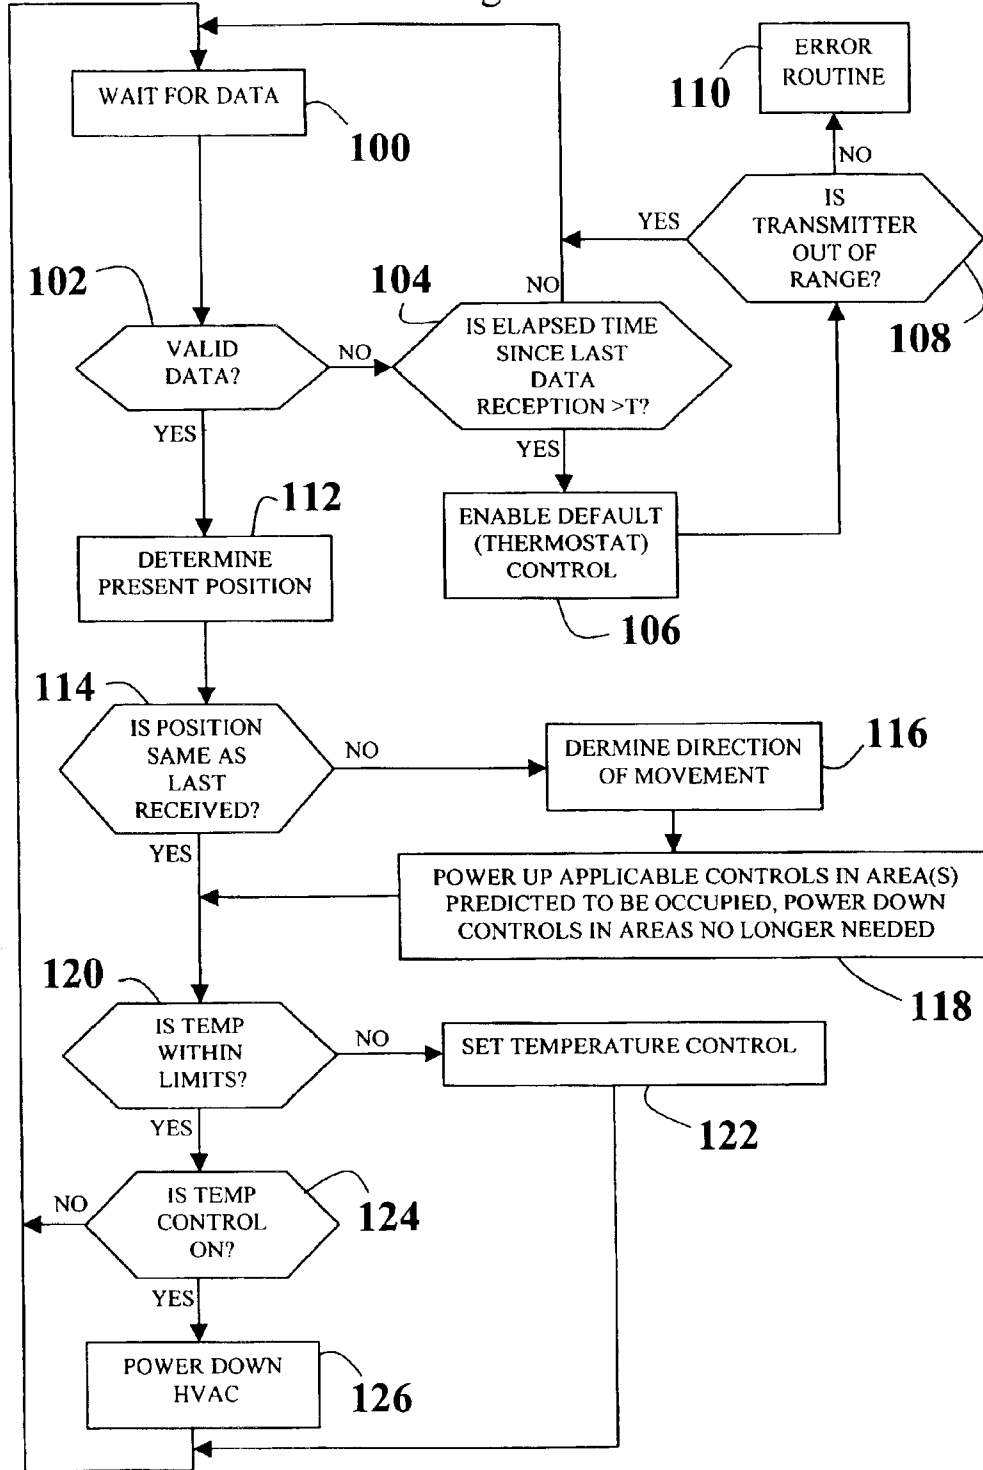 WAIT FOR DATA
100
ERROR
ROUTINE
110
NO
IS
TRANSMITTER
OUT OF
RANGE?
108
YES
102
VALID
DATA?
NO
YES
104
NO
IS ELAPSED TIME
SINCE LAST
DATA
RECEPTION >T?
YES
ENABLE DEFAULT
(THERMOSTAT)
CONTROL
106
112
DETERMINE
PRESENT POSITION
114
IS POSITION
SAME AS
LAST
RECEIVED?
NO
YES
DERMINE DIRECTION
OF MOVEMENT
116
POWER UP APPLICABLE CONTROLS IN AREA(S)
PREDICTED TO BE OCCUPIED, POWER DOWN
CONTROLS IN AREAS NO LONGER NEEDED
118
120
IS TEMP
WITHIN
LIMITS?
NO
YES
SET TEMPERATURE CONTROL
122
IS TEMP
CONTROL
ON?
124
NO
YES
POWER DOWN
HVAC
126